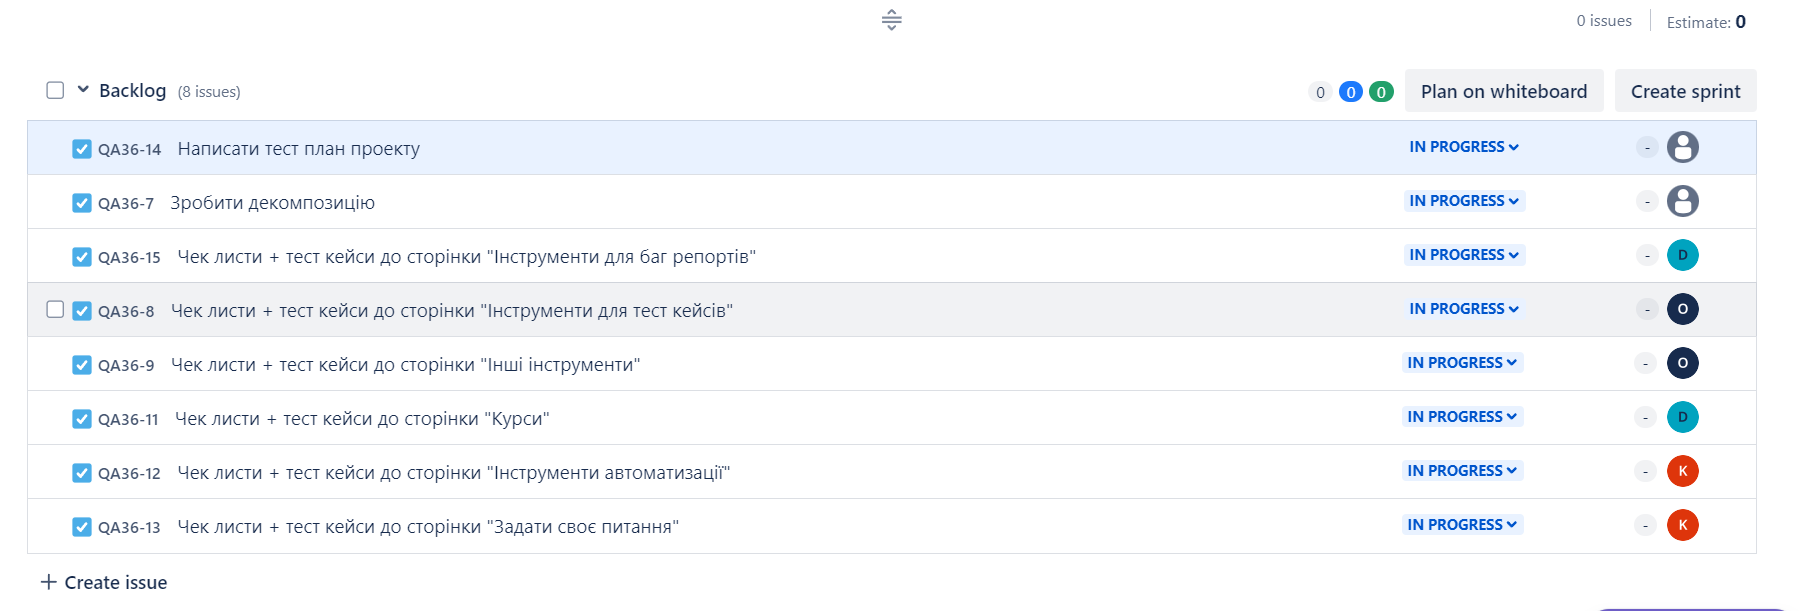 0 issues Estimate: 0
Backlog (8 issues) 0 0 0 Plan on whiteboard Create sprint
QA36-14 Написати тест план проекту IN PROGRESS -
QA36-7 Зробити декомпозицію IN PROGRESS -
QA36-15 Чек листи + тест кейси до сторінки "Інструменти для баг репортів" IN PROGRESS - D
QA36-8 Чек листи + тест кейси до сторінки "Інструменти для тест кейсів" IN PROGRESS - O
QA36-9 Чек листи + тест кейси до сторінки "Інші інструменти" IN PROGRESS - O
QA36-11 Чек листи + тест кейси до сторінки "Курси" IN PROGRESS - D
QA36-12 Чек листи + тест кейси до сторінки "Інструменти автоматизації" IN PROGRESS - K
QA36-13 Чек листи + тест кейси до сторінки "Задати своє питання" IN PROGRESS - K
+ Create issue